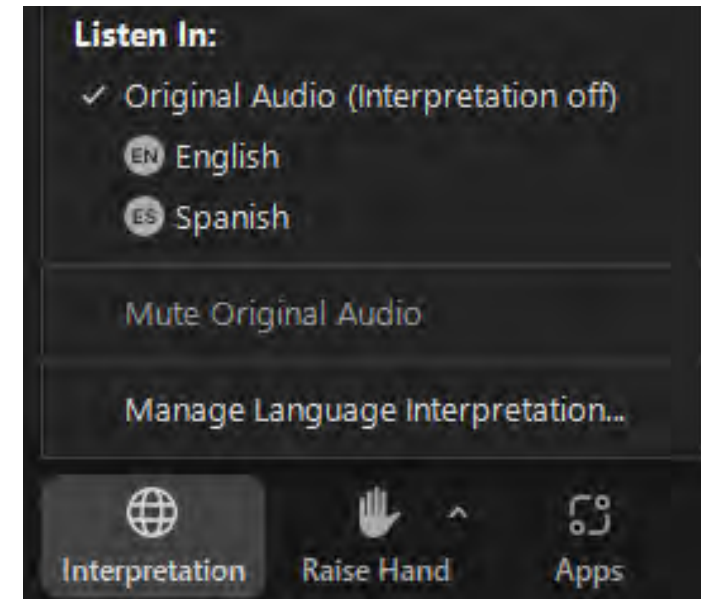 Listen In:
✓ Original Audio (Interpretation off)
EN English
ES Spanish
Mute Original Audio
Manage Language Interpretation...
Interpretation Raise Hand Apps